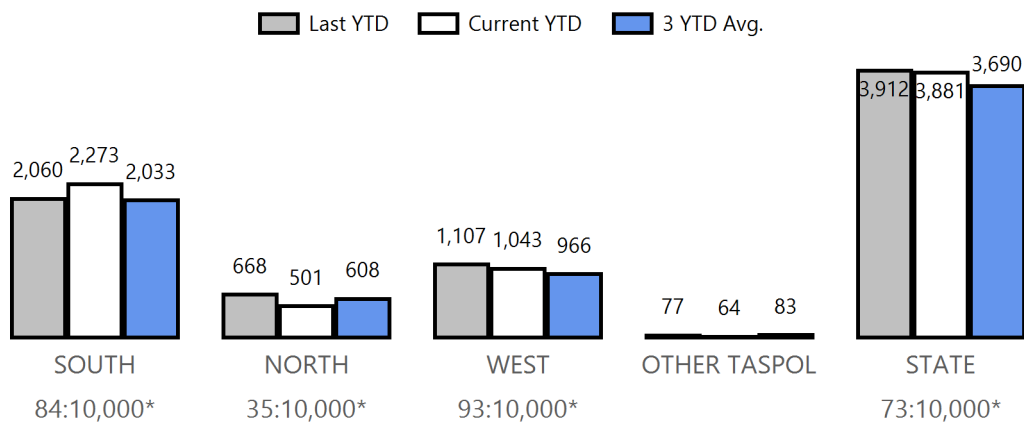 Last YTD Current YTD 3 YTD Avg.
2,060 2,273 2,033
668 501 608
1,107 1,043 966
77 64 83
3,912 3,881 3,690
SOUTH NORTH WEST OTHER TASPOL STATE
84:10,000* 35:10,000* 93:10,000* 73:10,000*